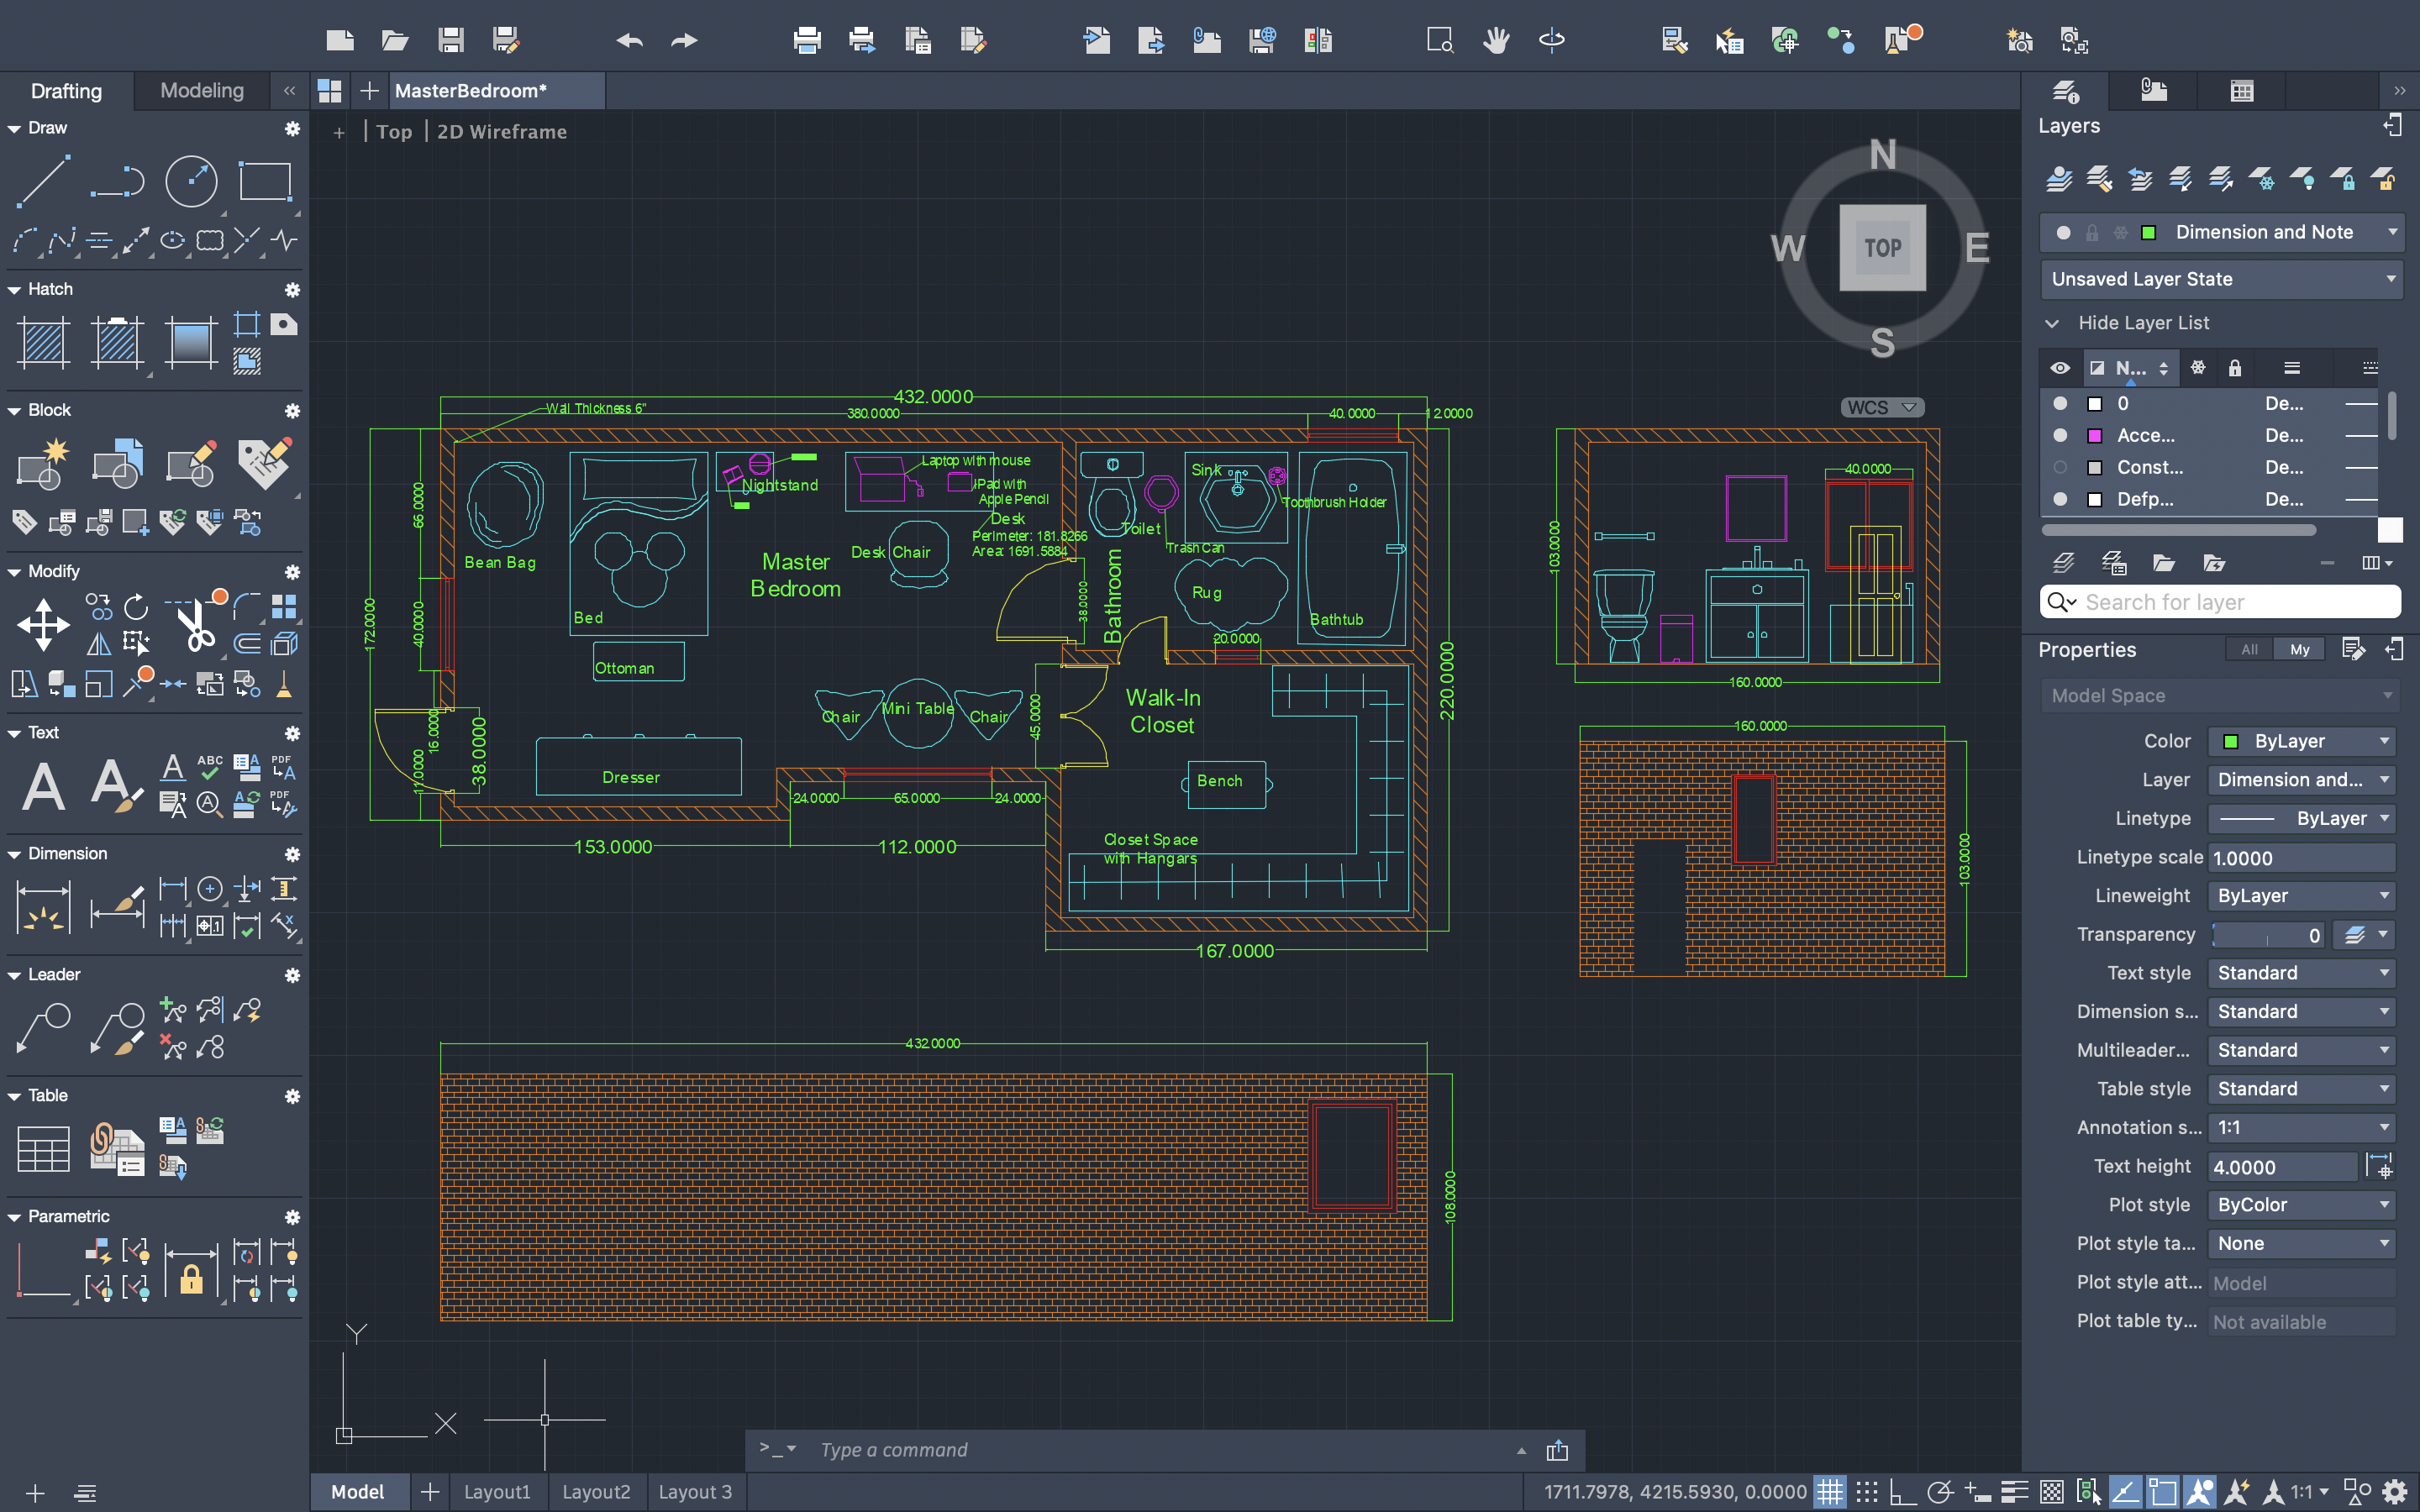 Drafting
Modeling
MasterBedroom*
Draw
Hatch
Block
Modify
Text
ABC
PDF
PDF
Dimension
Leader
Table
Parametric
+ | Top | 2D Wireframe
N
W
TOP
E
S
WCS
432.0000
Wall Thickness 6"
380.0000
40.0000
12.0000
Laptop with mouse
Nightstand
iPad with
Apple Pencil
Desk
Perimeter: 181.8266
Area: 1691.5884
Sink
Toothbrush Holder
Toilet
Trash Can
66.0000
Bean Bag
Master
Bedroom
Desk Chair
Bathroom
38.0000
Rug
Bathtub
Bed
172.0000
40.0000
Ottoman
20.0000
220.0000
Chair
Mini Table
Chair
45.0000
Walk-In
Closet
16.0000
38.0000
11.0000
Dresser
24.0000
65.0000
24.0000
Bench
153.0000
112.0000
Closet Space
with Hangars
167.0000
40.0000
103.0000
160.0000
160.0000
103.0000
432.0000
108.0000
Y
X
>_ Type a command
Model
Layout1
Layout2
Layout 3
1711.7978, 4215.5930, 0.0000
1:1
Layers
Dimension and Note
Unsaved Layer State
Hide Layer List
N...
0 De...
Acce... De...
Const... De...
Defp... De...
Search for layer
Properties
All
My
Model Space
Color ByLayer
Layer Dimension and...
Linetype ByLayer
Linetype scale 1.0000
Lineweight ByLayer
Transparency 0
Text style Standard
Dimension s... Standard
Multileader... Standard
Table style Standard
Annotation s... 1:1
Text height 4.0000
Plot style ByColor
Plot style ta... None
Plot style att... Model
Plot table ty... Not available